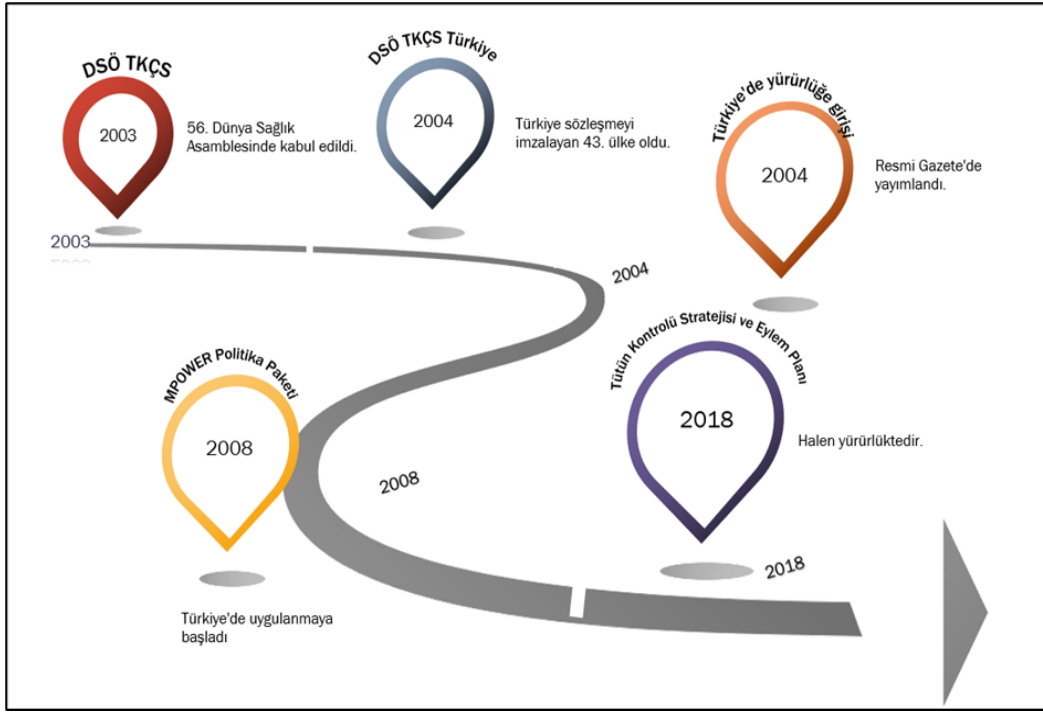 DSÖ TKÇS
2003
56. Dünya Sağlık
Asamblesinde kabul edildi.
DSÖ TKÇS Türkiye
2004
Türkiye sözleşmeyi
imzalayan 43. ülke oldu.
Türkiye'de yürürlüğe girişi
2004
Resmi Gazete'de
yayımlandı.
2003
2004
MPOWER Politika Paketi
2008
Türkiye'de uygulanmaya
başladı
2008
Tütün Kontrolü Stratejisi ve Eylem Planı
2018
Halen yürürlüktedir.
2018